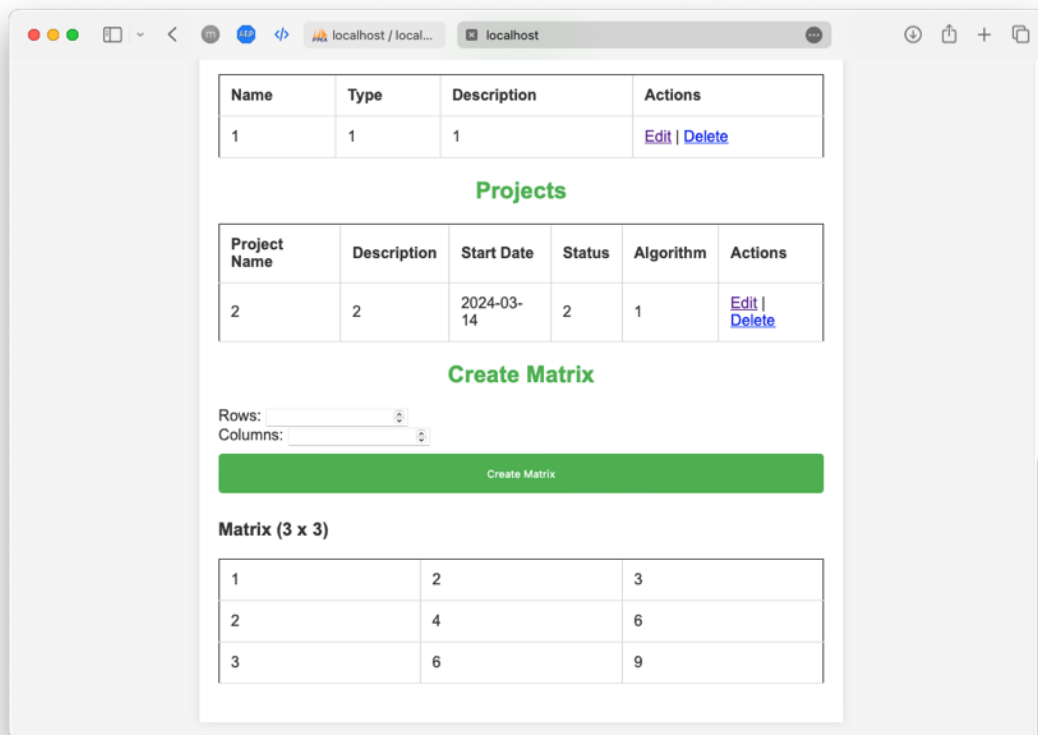 localhost / local...
localhost
Name Type Description Actions
1 1 1 Edit | Delete
Projects
Project Name Description Start Date Status Algorithm Actions
2 2 2024-03-14 2 1 Edit | Delete
Create Matrix
Rows:
Columns:
Create Matrix
Matrix (3 x 3)
1 2 3
2 4 6
3 6 9